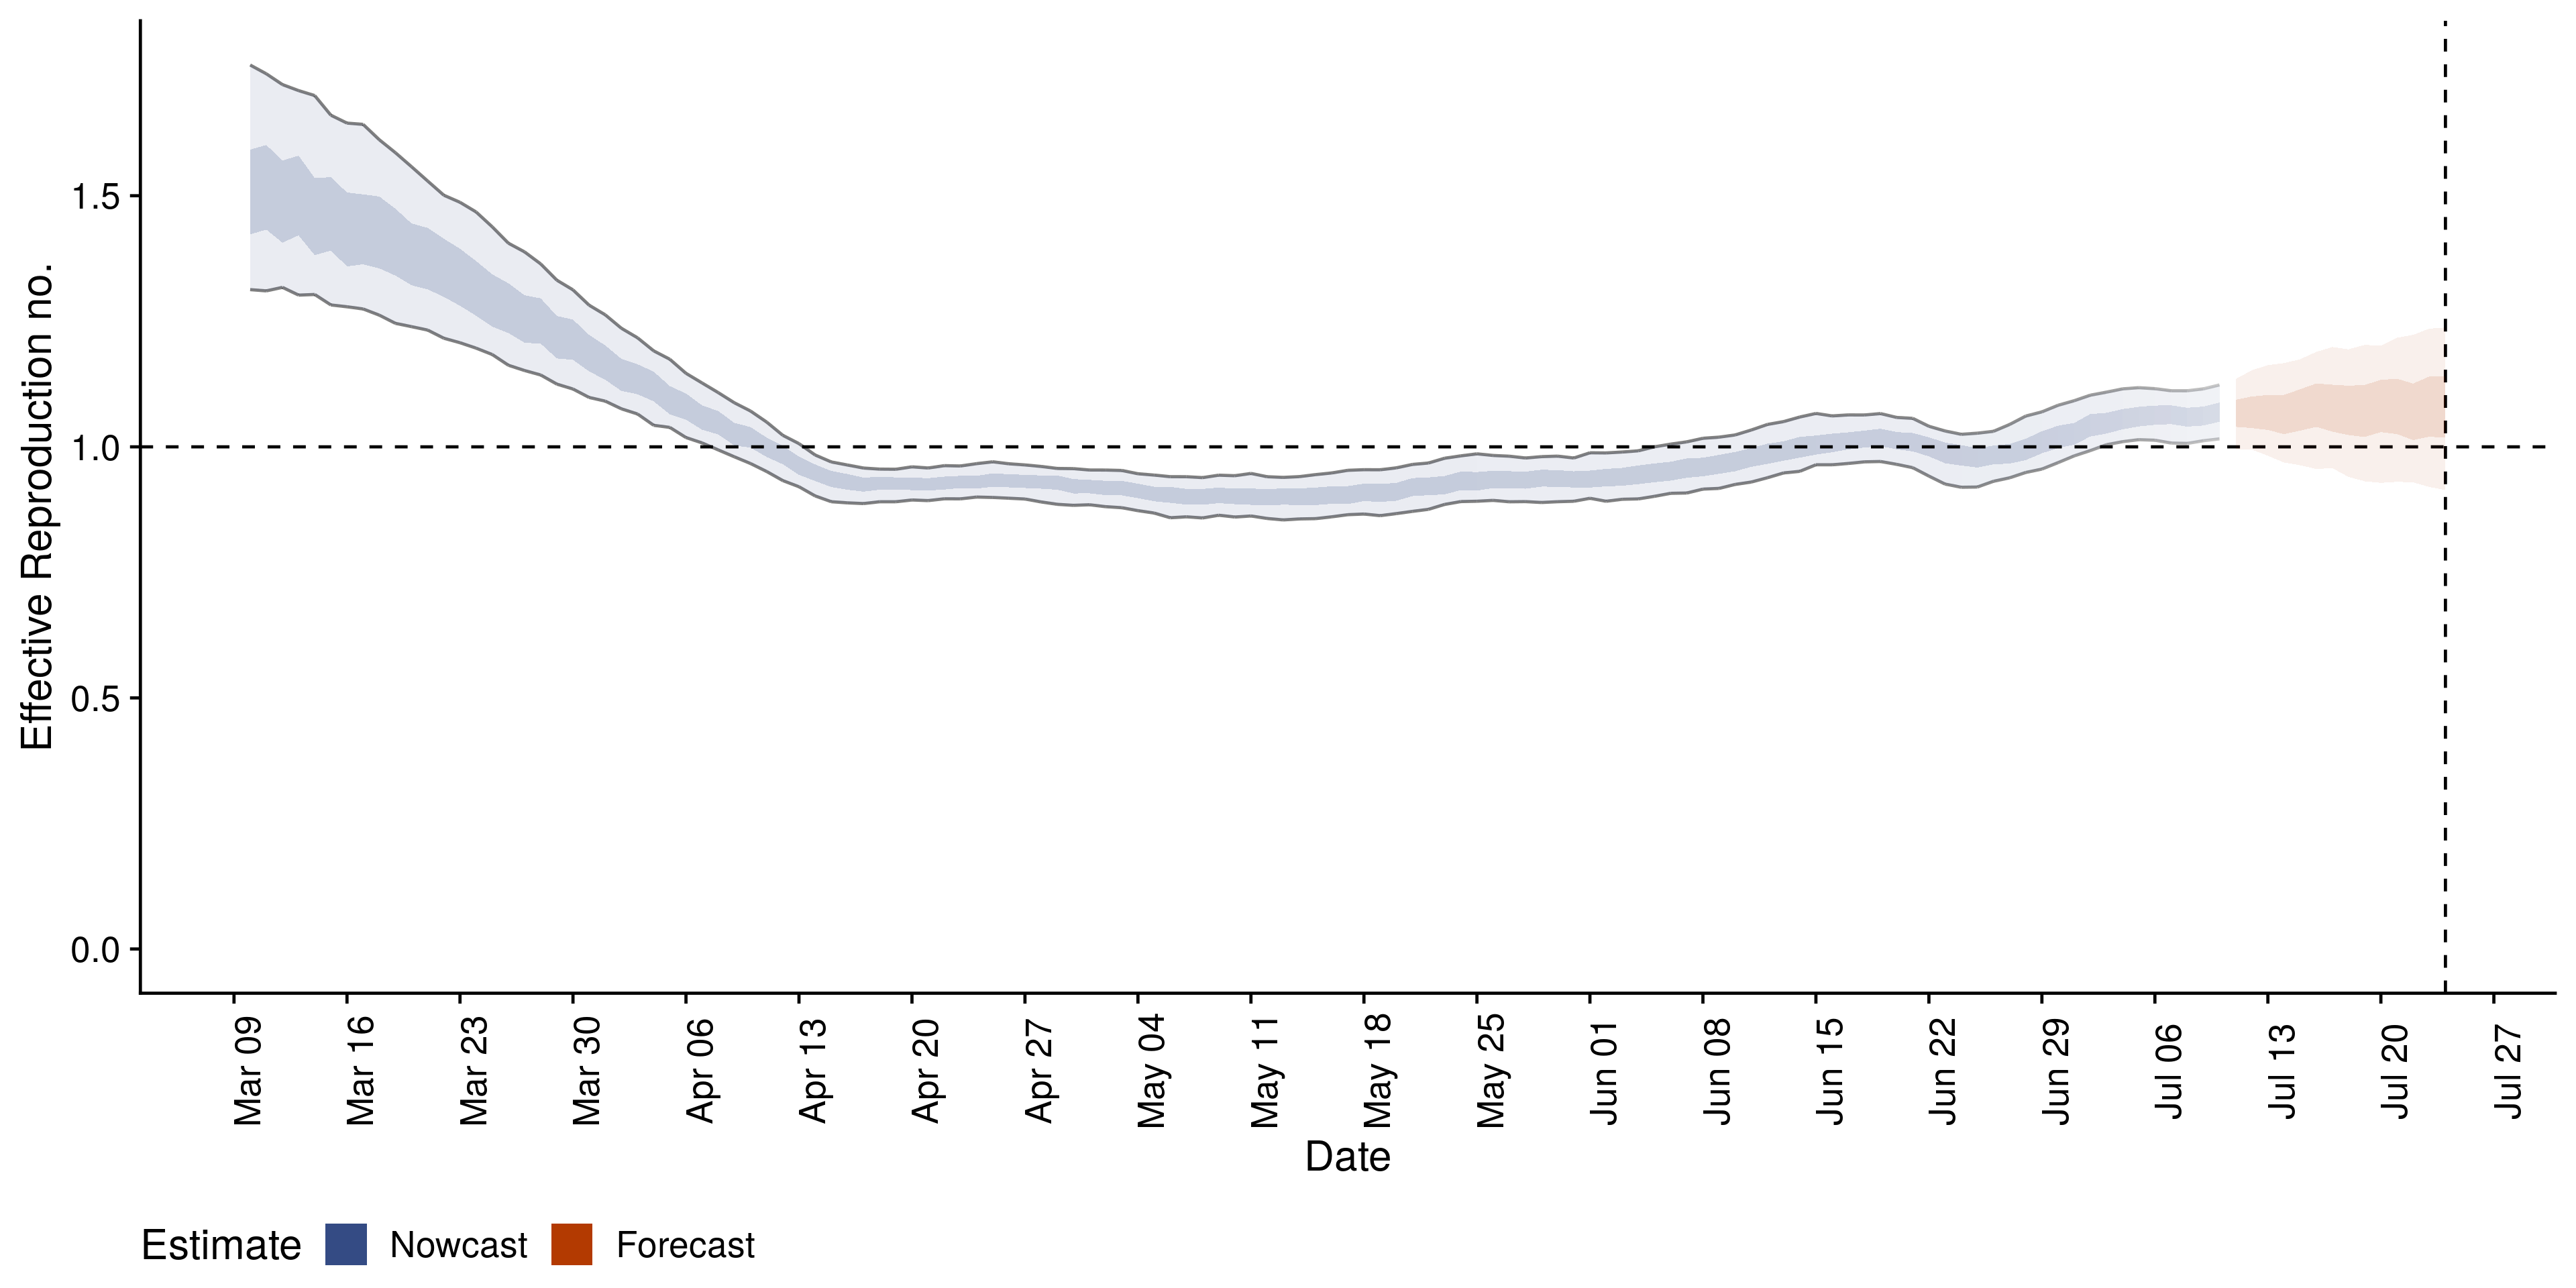 Effective Reproduction no.
1.5
1.0
0.5
0.0
Mar 09
Mar 16
Mar 23
Mar 30
Apr 06
Apr 13
Apr 20
Apr 27
May 04
May 11
May 18
May 25
Jun 01
Jun 08
Jun 15
Jun 22
Jun 29
Jul 06
Jul 13
Jul 20
Jul 27
Date
Estimate Nowcast Forecast